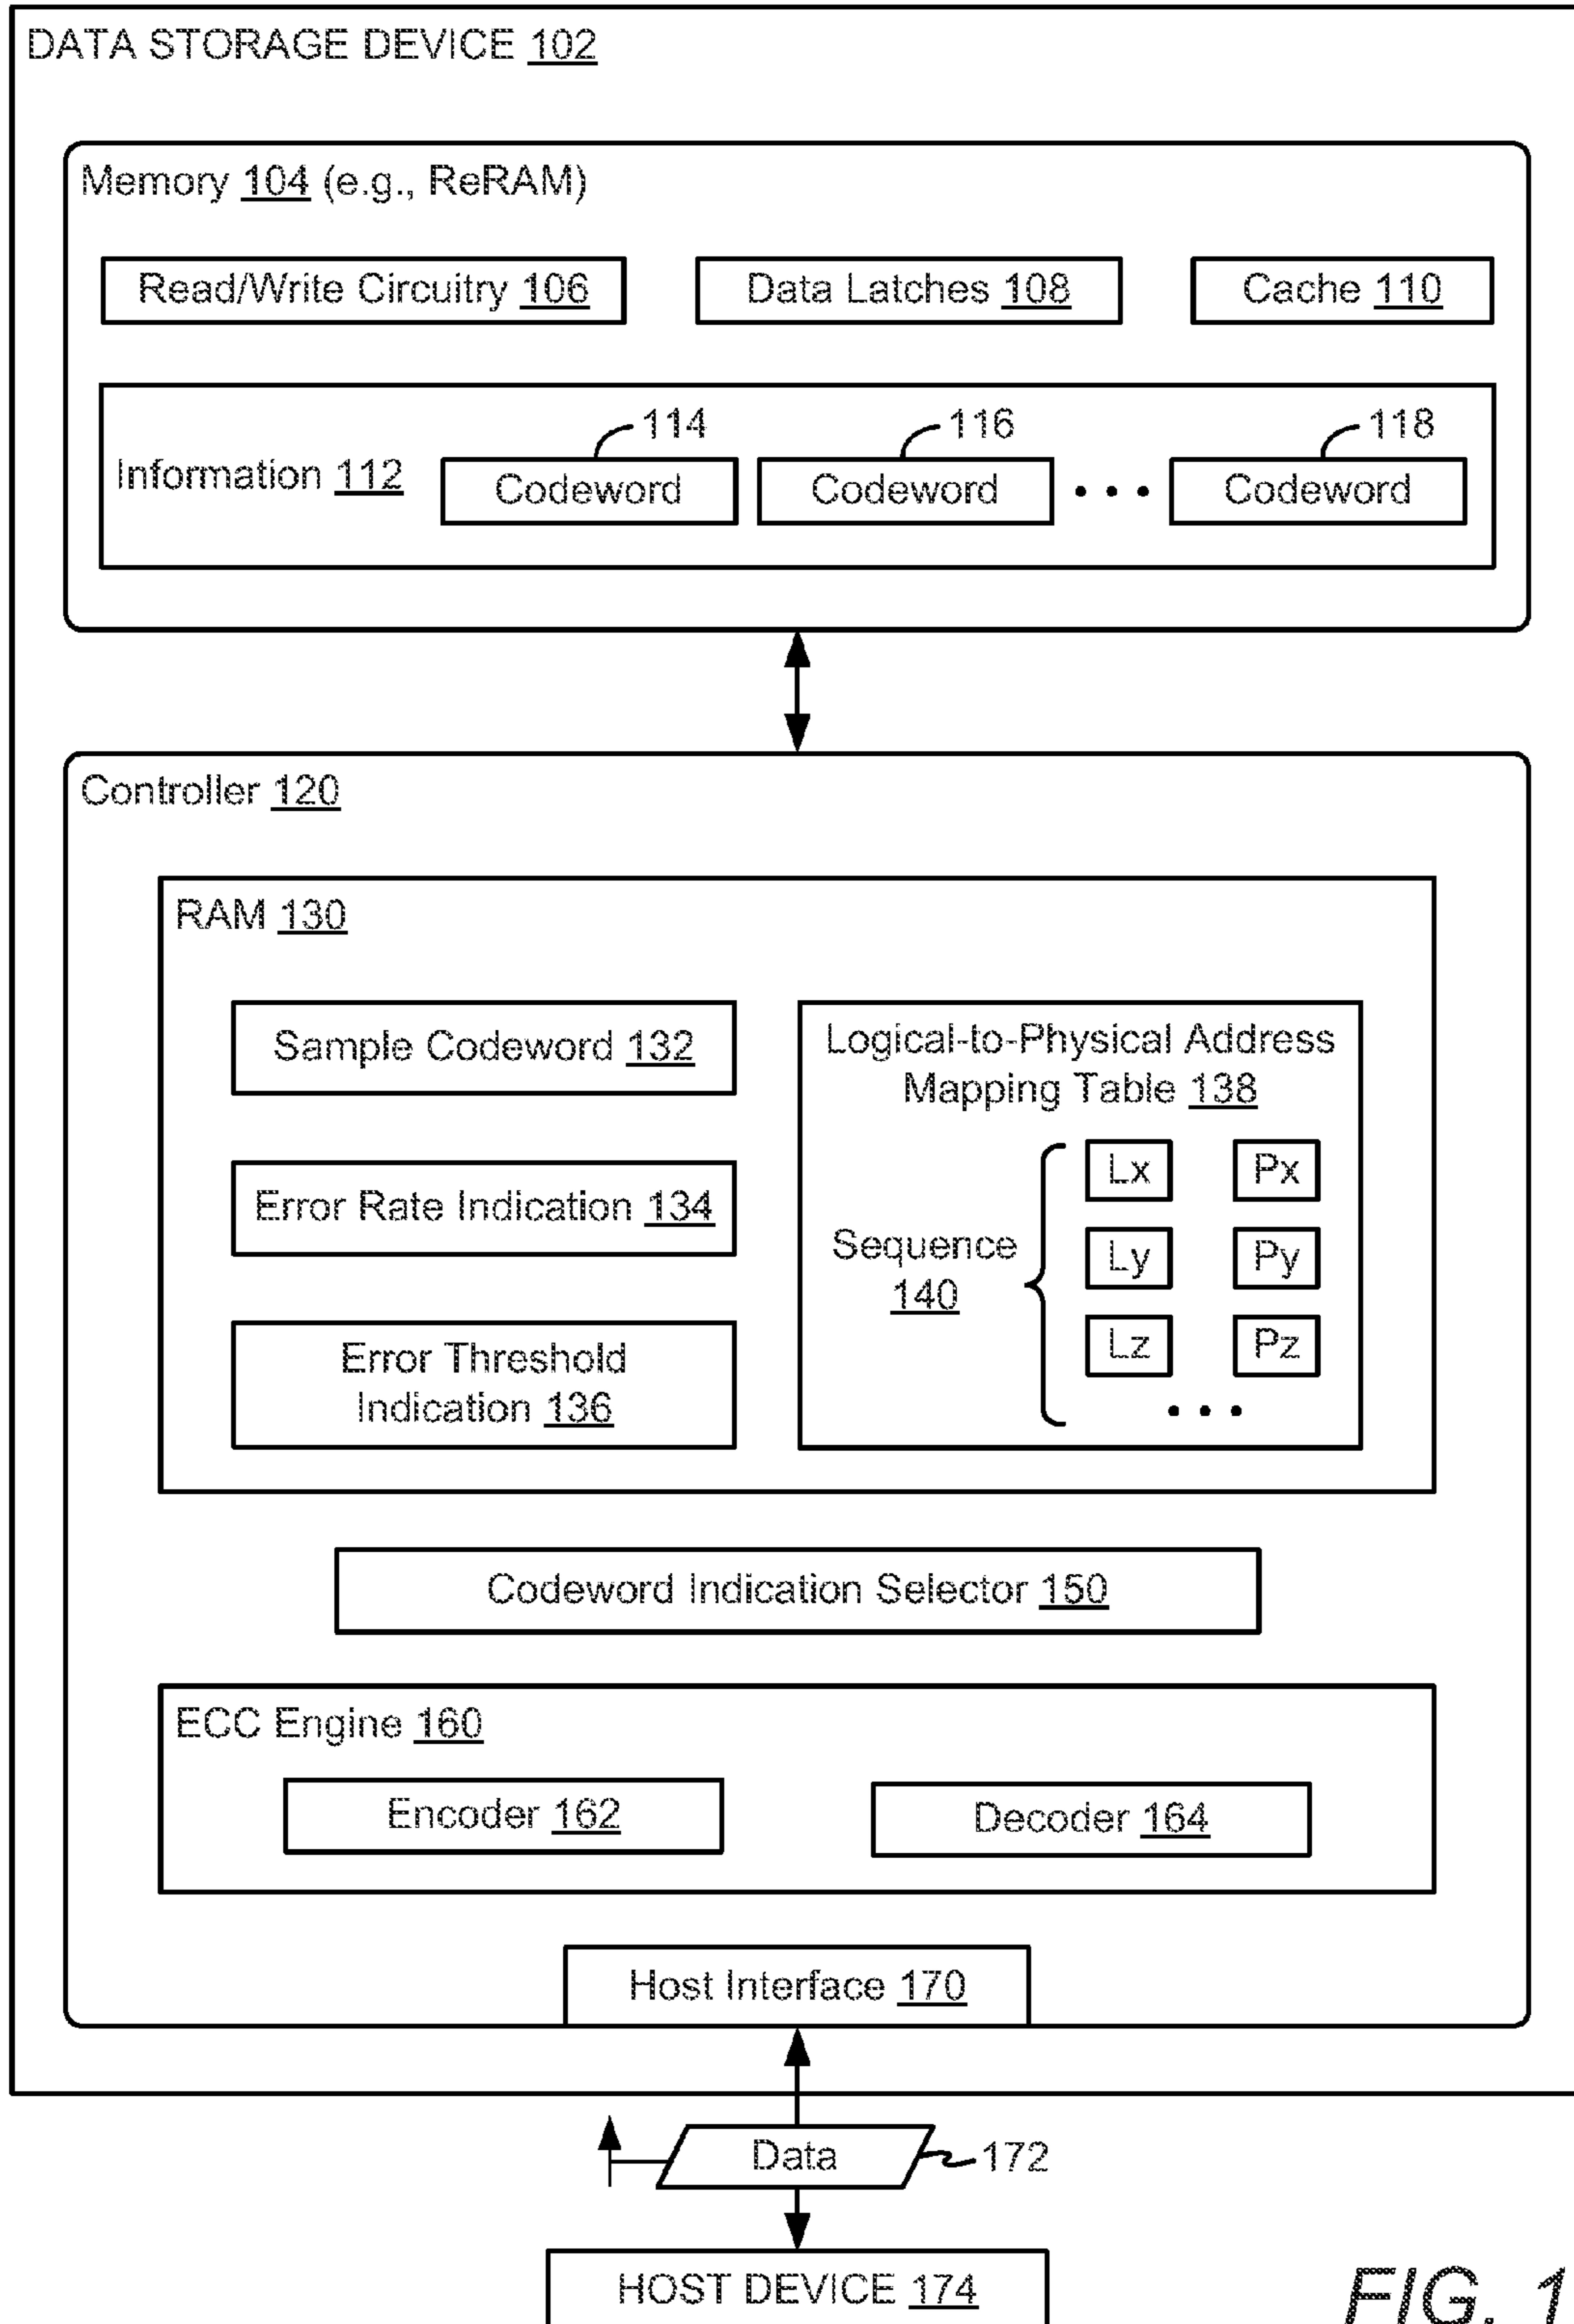 DATA STORAGE DEVICE 102
Memory 104 (e.g., ReRAM)
Read/Write Circuitry 106
Data Latches 108
Cache 110
114
116
118
Information 112
Codeword
Codeword
• • •
Codeword
Controller 120
RAM 130
Sample Codeword 132
Error Rate Indication 134
Error Threshold
Indication 136
Logical-to-Physical Address
Mapping Table 138
Sequence
140
Lx
Px
Ly
Py
Lz
Pz
• • •
Codeword Indication Selector 150
ECC Engine 160
Encoder 162
Decoder 164
Host Interface 170
Data
172
HOST DEVICE 174
FIG. 1